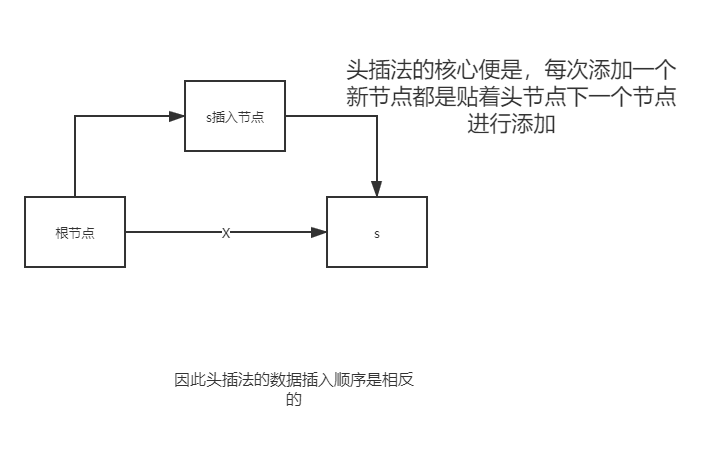 头插法的核心便是，每次添加一个
新节点都是贴着头节点下一个节点
进行添加
s插入节点
根节点
X
s
因此头插法的数据插入顺序是相反
的